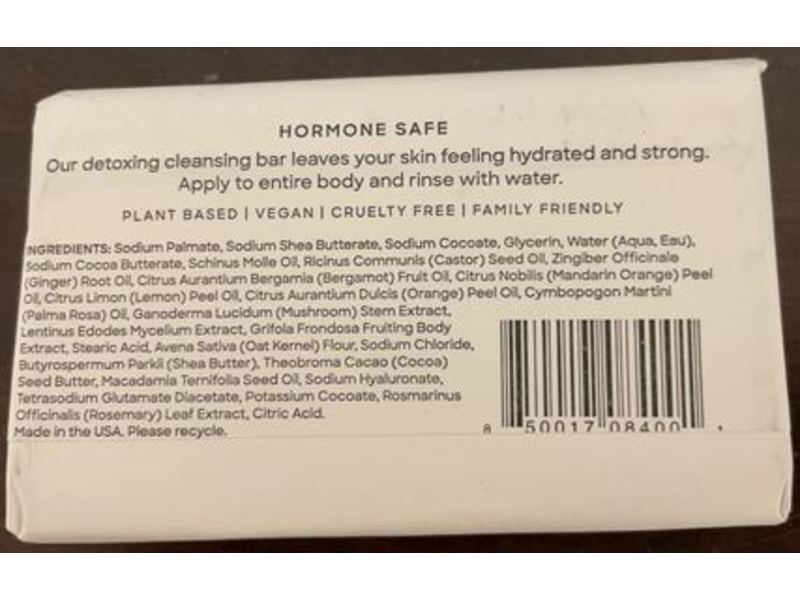 HORMONE SAFE
Our detoxing cleansing bar leaves your skin feeling hydrated and strong.
Apply to entire body and rinse with water.
PLANT BASED | VEGAN | CRUELTY FREE | FAMILY FRIENDLY
INGREDIENTS: Sodium Palmate, Sodium Shea Butterate, Sodium Cocoate, Glycerin, Water (Aqua, Eau),
Sodium Cocoa Butterate, Schinus Molle Oil, Ricinus Communis (Castor) Seed Oil, Zingiber Officinale
(Ginger) Root Oil, Citrus Aurantium Bergamia (Bergamot) Fruit Oil, Citrus Nobilis (Mandarin Orange) Peel
Oil, Citrus Limon (Lemon) Peel Oil, Citrus Aurantium Dulcis (Orange) Peel Oil, Cymbopogon Martini
(Palma Rosa) Oil, Ganoderma Lucidum (Mushroom) Stem Extract,
Lentinus Edodes Mycelium Extract, Grifola Frondosa Fruiting Body
Extract, Stearic Acid, Avena Sativa (Oat Kernel) Flour, Sodium Chloride,
Butyrospermum Parkii (Shea Butter), Theobroma Cacao (Cocoa)
Seed Butter, Macadamia Ternifolia Seed Oil, Sodium Hyaluronate,
Tetrasodium Glutamate Diacetate, Potassium Cocoate, Rosmarinus
Officinalis (Rosemary) Leaf Extract, Citric Acid.
Made in the USA. Please recycle.
8 50017 08400